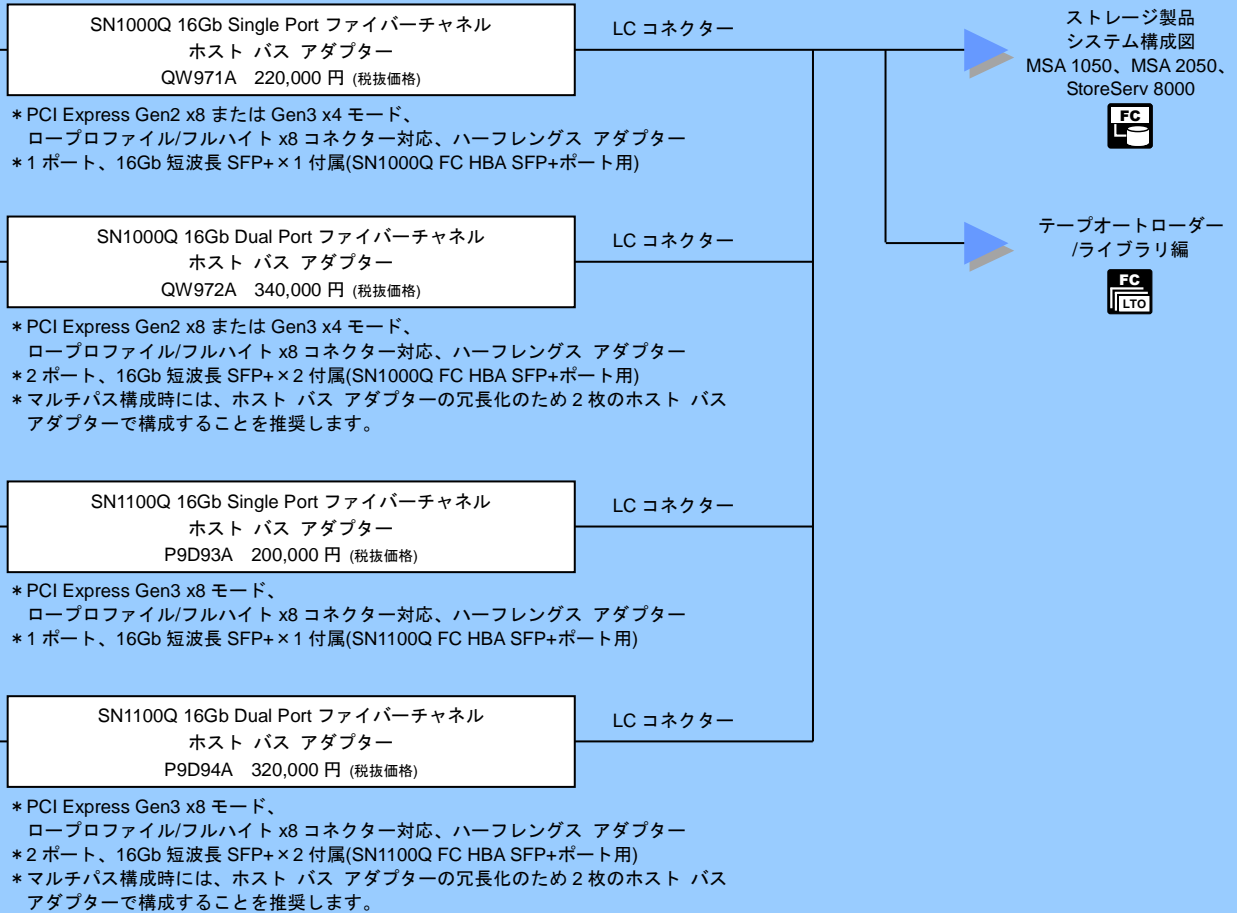 SN1000Q 16Gb Single Port ファイバーチャネル
ホスト バス アダプター
QW971A 220,000 円 (税抜価格)
LC コネクター
＊PCI Express Gen2 x8 または Gen3 x4 モード、
ロープロファイル/フルハイト x8 コネクター対応、ハーフレングス アダプター
＊1 ポート、16Gb 短波長 SFP+×1 付属(SN1000Q FC HBA SFP+ポート用)
ストレージ製品
システム構成図
MSA 1050、MSA 2050、
StoreServ 8000
FC
SN1000Q 16Gb Dual Port ファイバーチャネル
ホスト バス アダプター
QW972A 340,000 円 (税抜価格)
LC コネクター
＊PCI Express Gen2 x8 または Gen3 x4 モード、
ロープロファイル/フルハイト x8 コネクター対応、ハーフレングス アダプター
＊2 ポート、16Gb 短波長 SFP+×2 付属(SN1000Q FC HBA SFP+ポート用)
＊マルチパス構成時には、ホスト バス アダプターの冗長化のため 2 枚のホスト バス
アダプターで構成することを推奨します。
テープオートローダー
/ライブラリ編
FC
LTO
SN1100Q 16Gb Single Port ファイバーチャネル
ホスト バス アダプター
P9D93A 200,000 円 (税抜価格)
LC コネクター
＊PCI Express Gen3 x8 モード、
ロープロファイル/フルハイト x8 コネクター対応、ハーフレングス アダプター
＊1 ポート、16Gb 短波長 SFP+×1 付属(SN1100Q FC HBA SFP+ポート用)
SN1100Q 16Gb Dual Port ファイバーチャネル
ホスト バス アダプター
P9D94A 320,000 円 (税抜価格)
LC コネクター
＊PCI Express Gen3 x8 モード、
ロープロファイル/フルハイト x8 コネクター対応、ハーフレングス アダプター
＊2 ポート、16Gb 短波長 SFP+×2 付属(SN1100Q FC HBA SFP+ポート用)
＊マルチパス構成時には、ホスト バス アダプターの冗長化のため 2 枚のホスト バス
アダプターで構成することを推奨します。